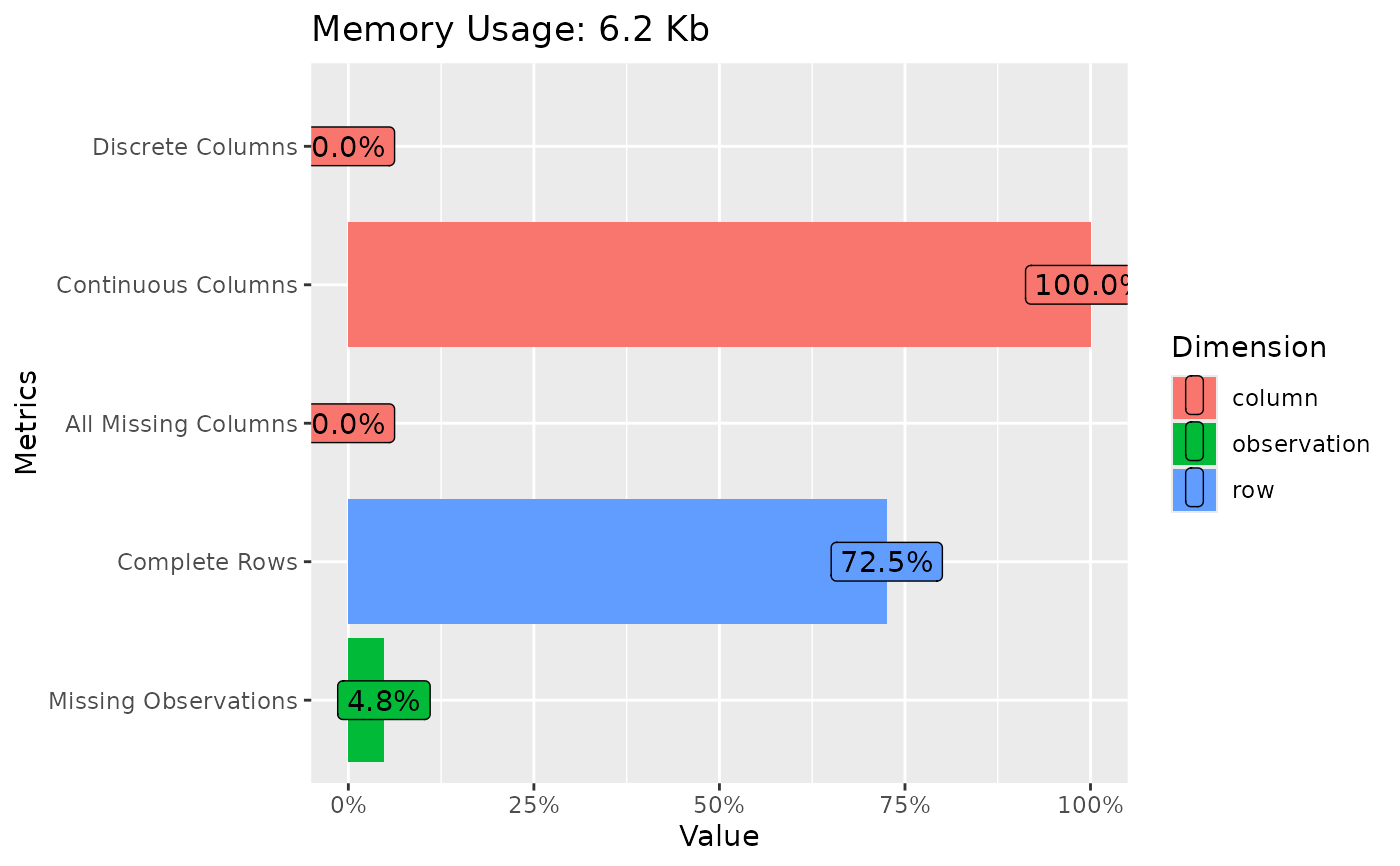 Memory Usage: 6.2 Kb
Discrete Columns
0.0%
Continuous Columns
100.0%
All Missing Columns
0.0%
Complete Rows
72.5%
Missing Observations
4.8%
0%
25%
50%
75%
100%
Value
Metrics
Dimension
column
observation
row